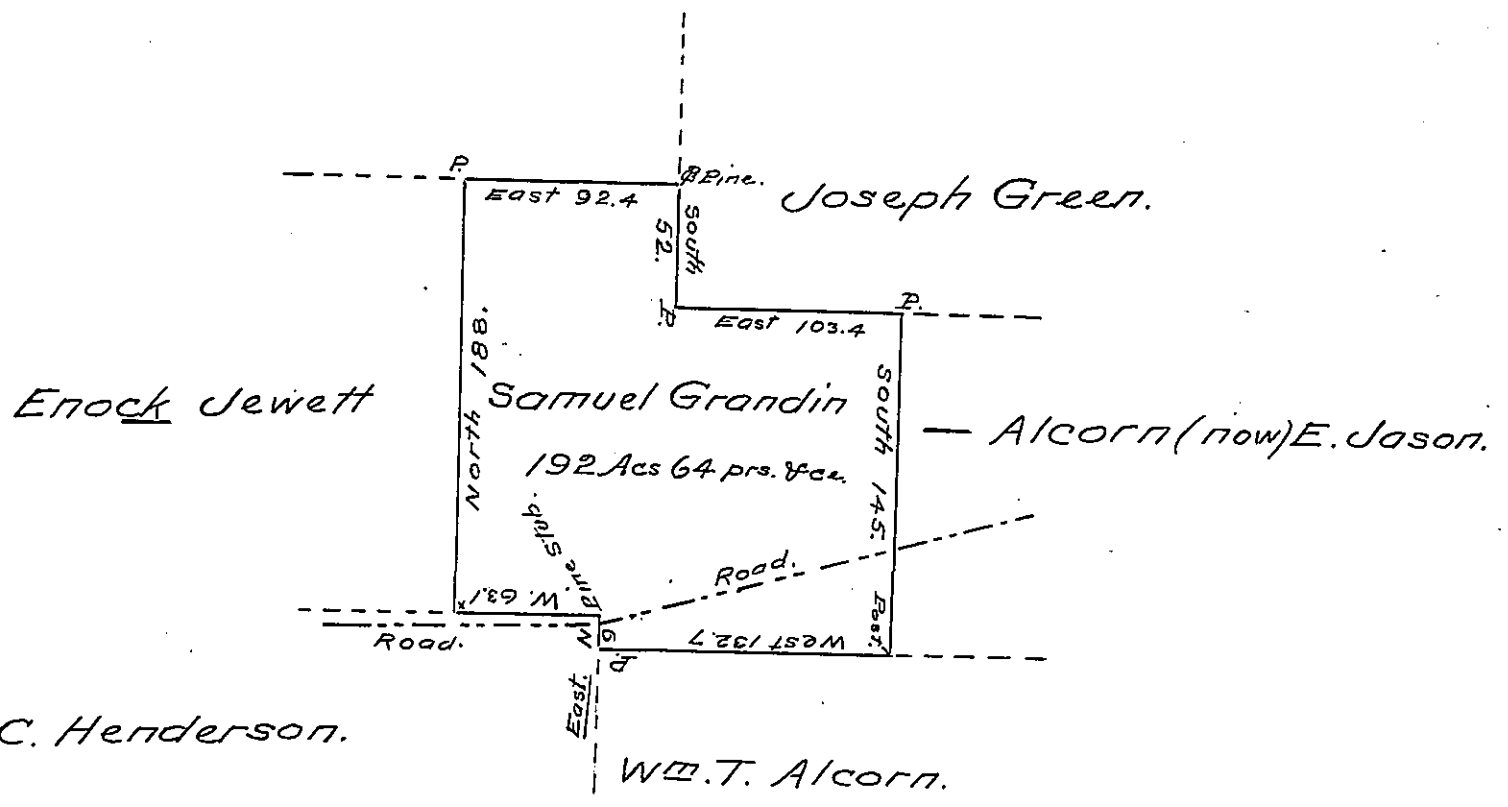 P.
Pine.
East 92.4
Joseph Green.
South
52.
P.
P.
East 103.4
North 188.
Enock Jewett
Samuel Grandin
South 145.
— Alcorn (now) E. Jason.
192 Acs 64 prs. &ce.
Pine Stub.
Road.
Post.
W. 63.1
x
Road.
N
West 132.7
P.
East.
C. Henderson.
Wm. T. Alcorn.